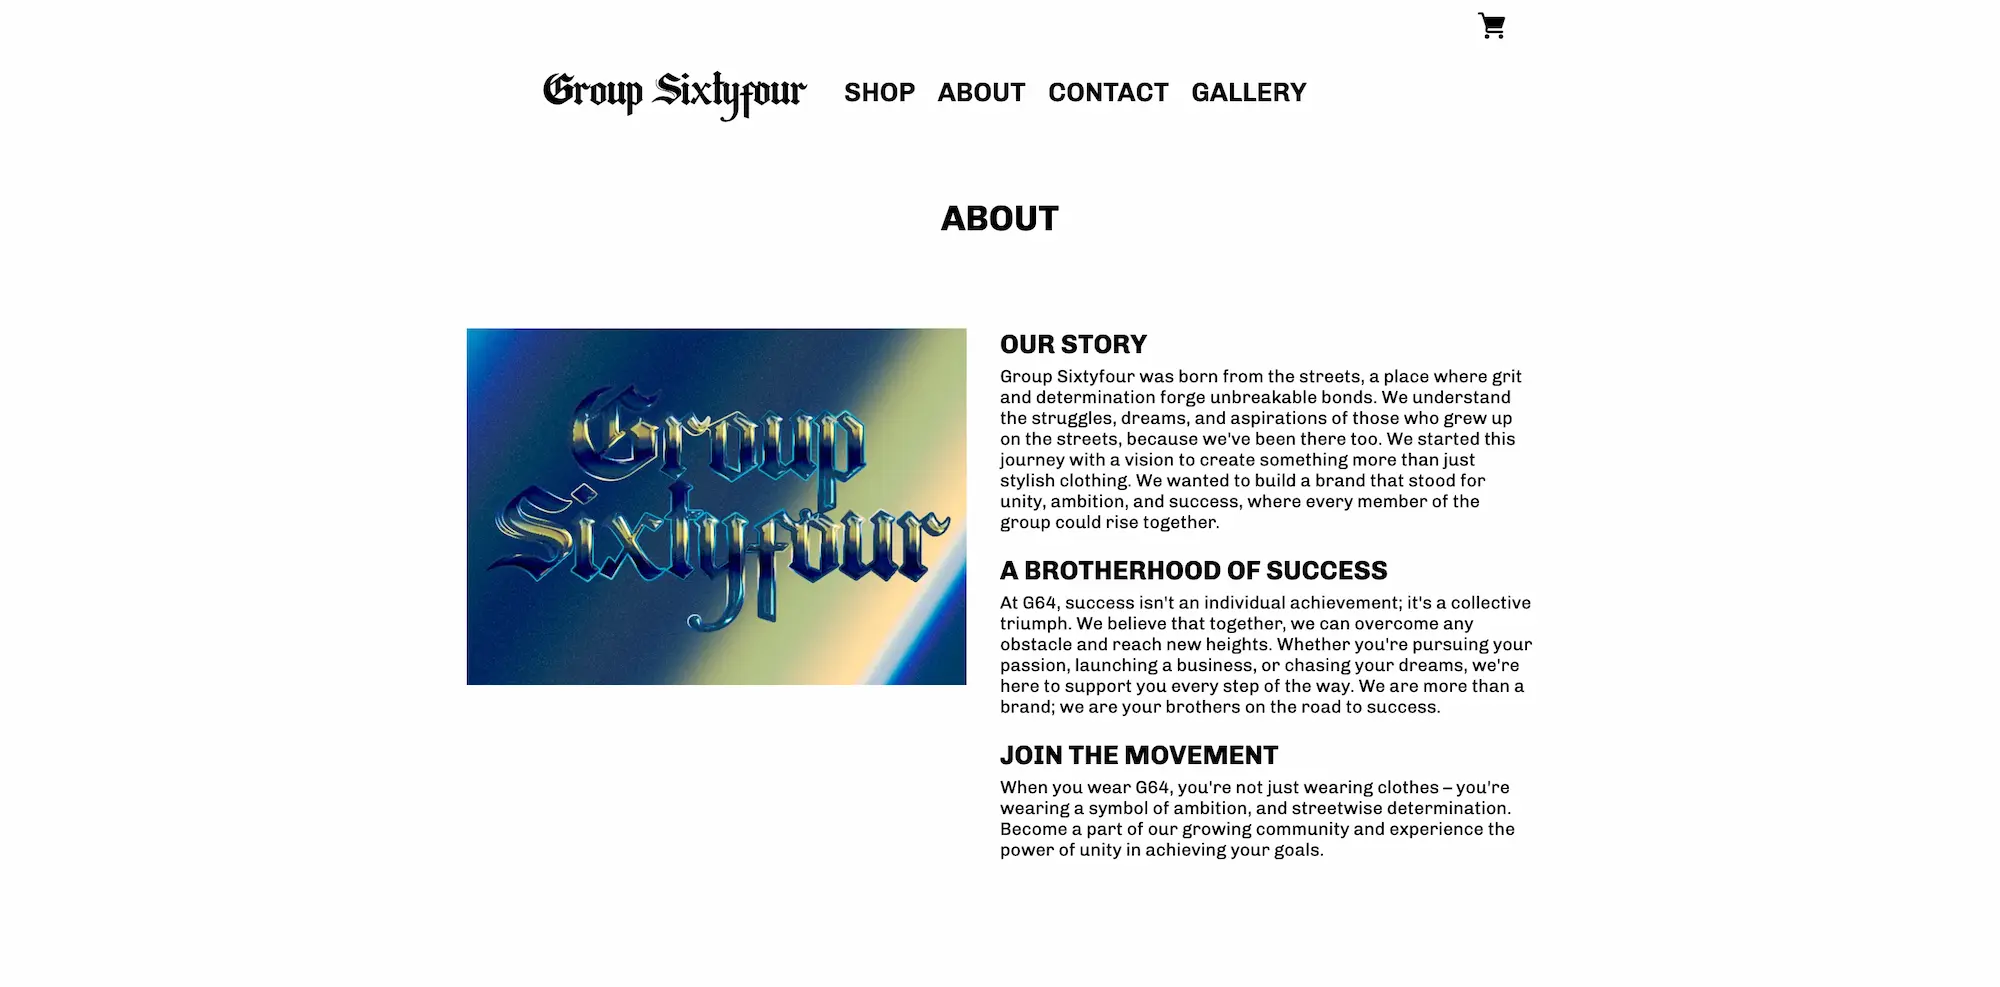 Group Sixtyfour
SHOP ABOUT CONTACT GALLERY
ABOUT
Group
Sixtyfour
OUR STORY
Group Sixtyfour was born from the streets, a place where grit
and determination forge unbreakable bonds. We understand
the struggles, dreams, and aspirations of those who grew up
on the streets, because we've been there too. We started this
journey with a vision to create something more than just
stylish clothing. We wanted to build a brand that stood for
unity, ambition, and success, where every member of the
group could rise together.
A BROTHERHOOD OF SUCCESS
At G64, success isn't an individual achievement; it's a collective
triumph. We believe that together, we can overcome any
obstacle and reach new heights. Whether you're pursuing your
passion, launching a business, or chasing your dreams, we're
here to support you every step of the way. We are more than a
brand; we are your brothers on the road to success.
JOIN THE MOVEMENT
When you wear G64, you're not just wearing clothes – you're
wearing a symbol of ambition, and streetwise determination.
Become a part of our growing community and experience the
power of unity in achieving your goals.